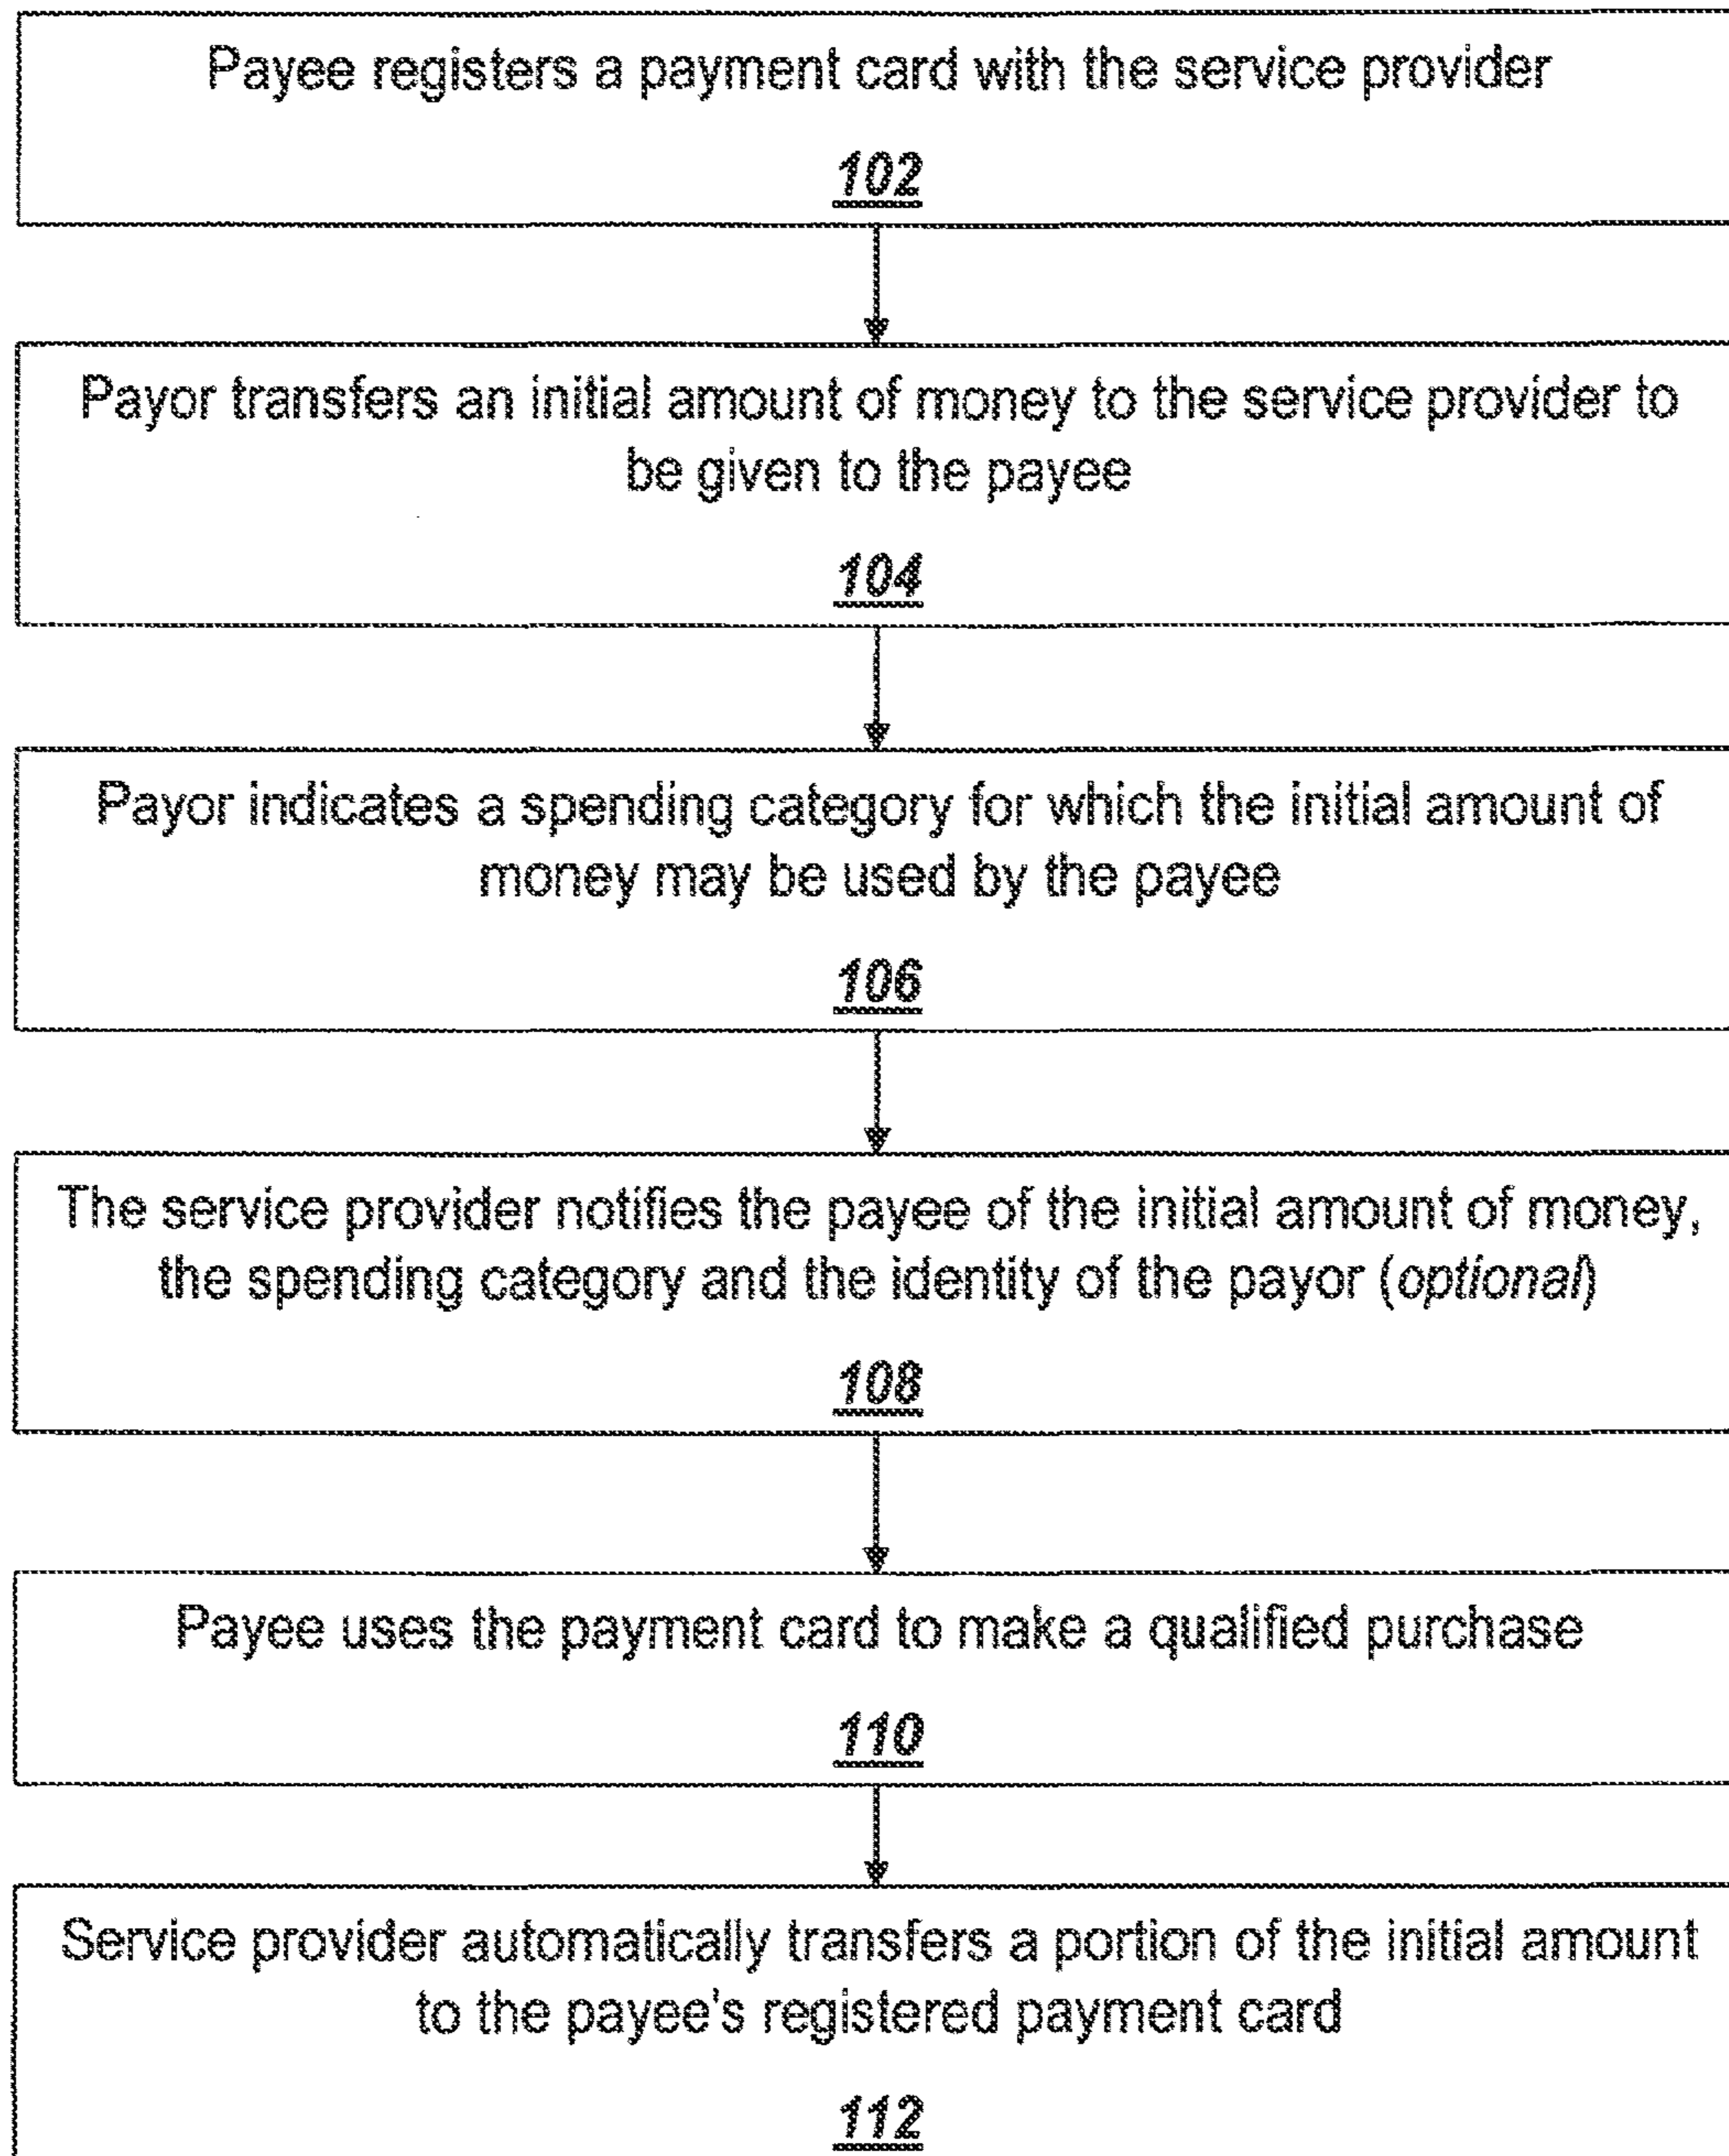 Payee registers a payment card with the service provider
102
Payor transfers an initial amount of money to the service provider to
be given to the payee
104
Payor indicates a spending category for which the initial amount of
money may be used by the payee
106
The service provider notifies the payee of the initial amount of money,
the spending category and the identity of the payor (optional)
108
Payee uses the payment card to make a qualified purchase
110
Service provider automatically transfers a portion of the initial amount
to the payee's registered payment card
112